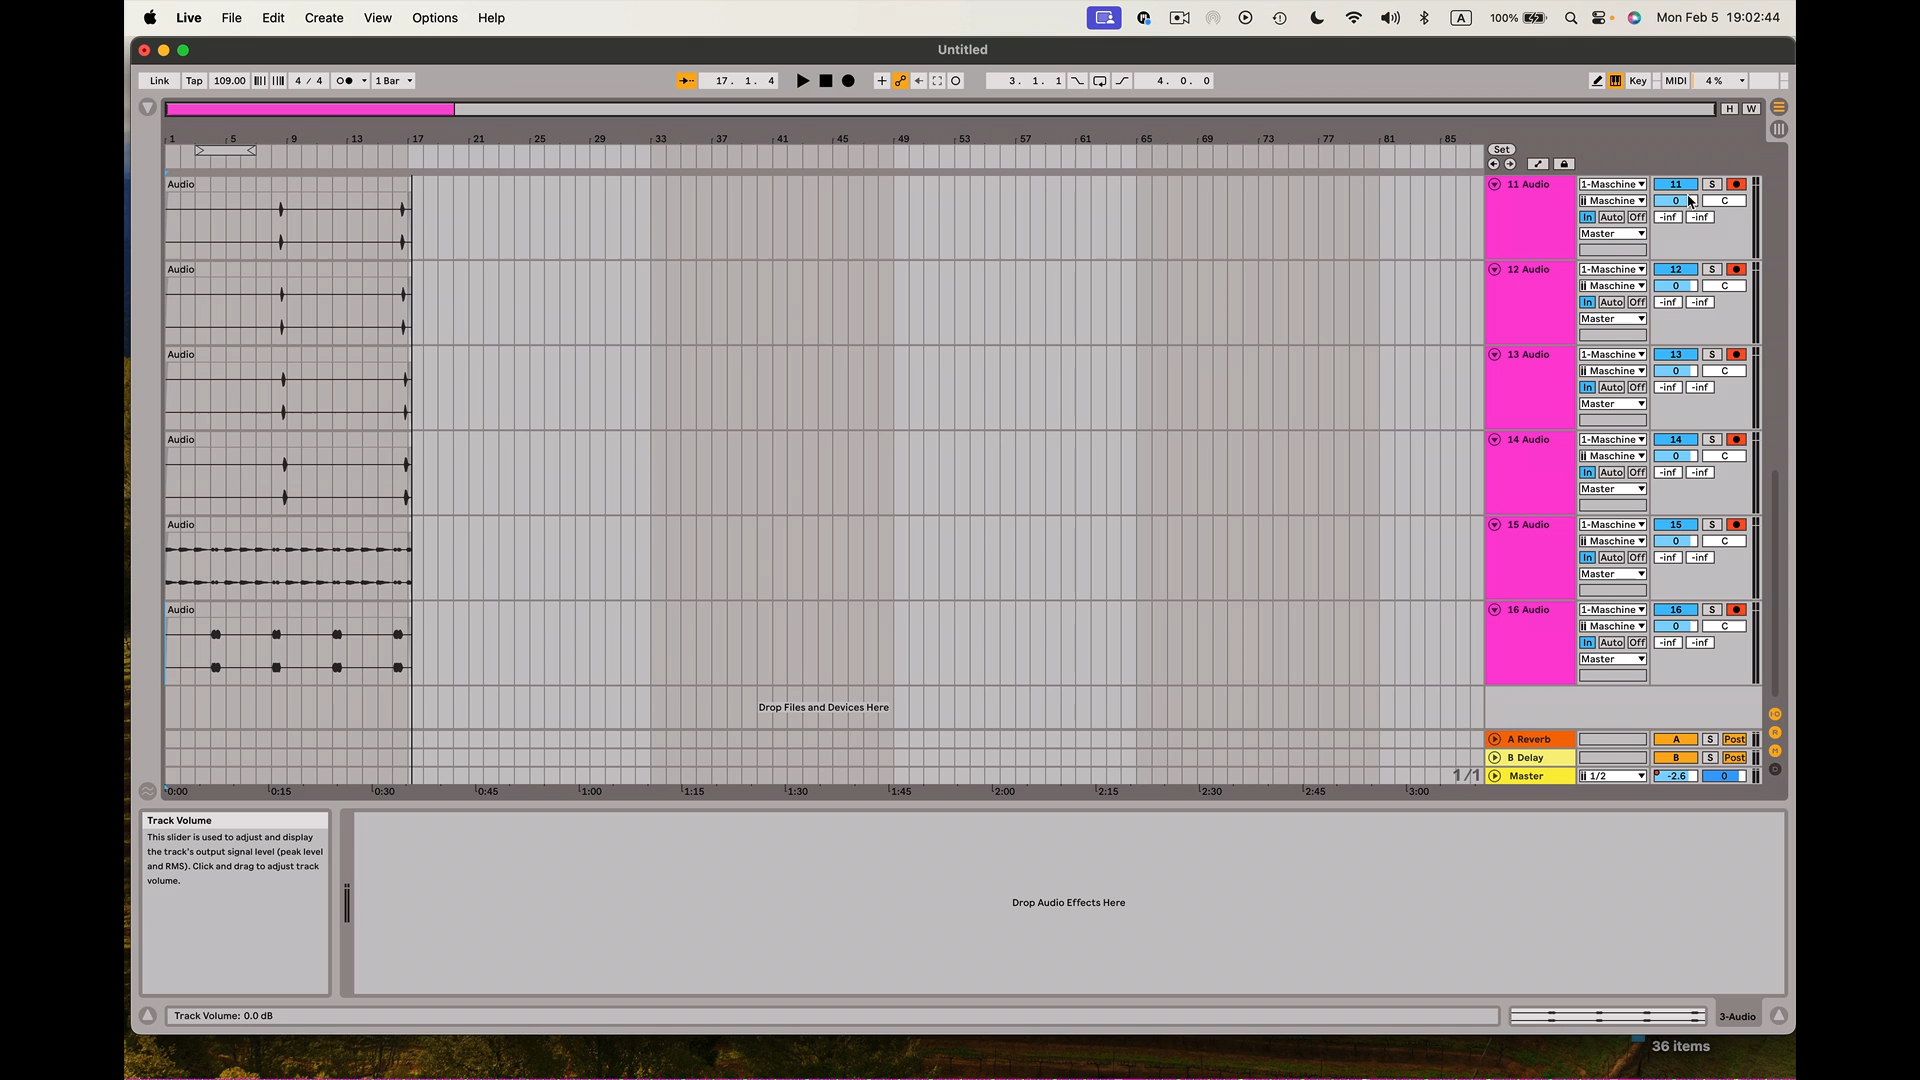 Live File Edit Create View Options Help A 100% Mon Feb 5 19:02:44
Untitled
Link Tap 109.00 4 / 4 1 Bar 17. 1. 4 3. 1. 1 4. 0. 0 Key MIDI 4 %
H W
1 5 9 13 17 21 25 29 33 37 41 45 49 53 57 61 65 69 73 77 81 85
Set
Audio 11 Audio 1-Maschine 11 S
ii Maschine 0 C
In Auto Off -inf -inf
Master
Audio 12 Audio 1-Maschine 12 S
ii Maschine 0 C
In Auto Off -inf -inf
Master
Audio 13 Audio 1-Maschine 13 S
ii Maschine 0 C
In Auto Off -inf -inf
Master
Audio 14 Audio 1-Maschine 14 S
ii Maschine 0 C
In Auto Off -inf -inf
Master
Audio 15 Audio 1-Maschine 15 S
ii Maschine 0 C
In Auto Off -inf -inf
Master
Audio 16 Audio 1-Maschine 16 S
ii Maschine 0 C
In Auto Off -inf -inf
Master
Drop Files and Devices Here
A Reverb A S Post
B Delay B S Post
1/1 Master ii 1/2 -2.6 0
0:00 0:15 0:30 0:45 1:00 1:15 1:30 1:45 2:00 2:15 2:30 2:45 3:00
Track Volume
This slider is used to adjust and display
the track's output signal level (peak level
and RMS). Click and drag to adjust track
volume.
Drop Audio Effects Here
Track Volume: 0.0 dB 3-Audio
36 items